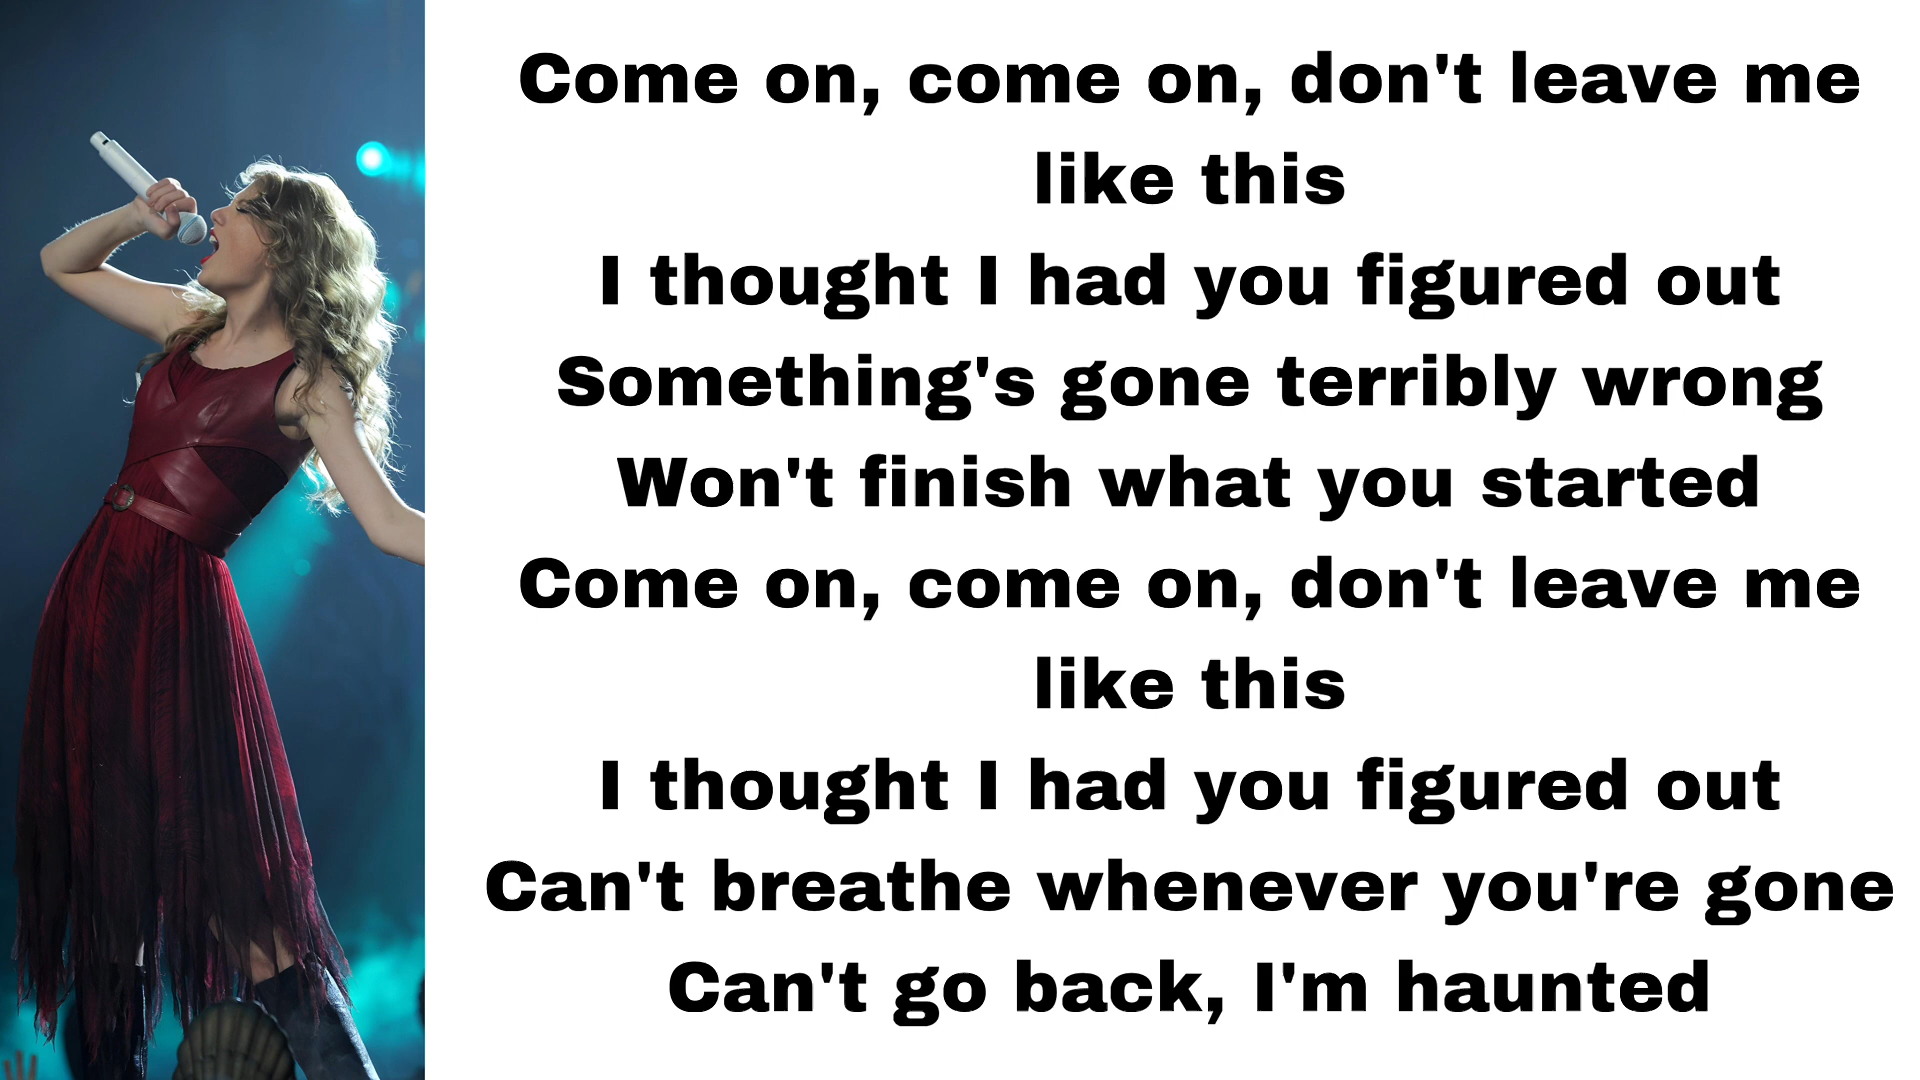 Come on, come on, don't leave me
like this
I thought I had you figured out
Something's gone terribly wrong
Won't finish what you started
Come on, come on, don't leave me
like this
I thought I had you figured out
Can't breathe whenever you're gone
Can't go back, I'm haunted